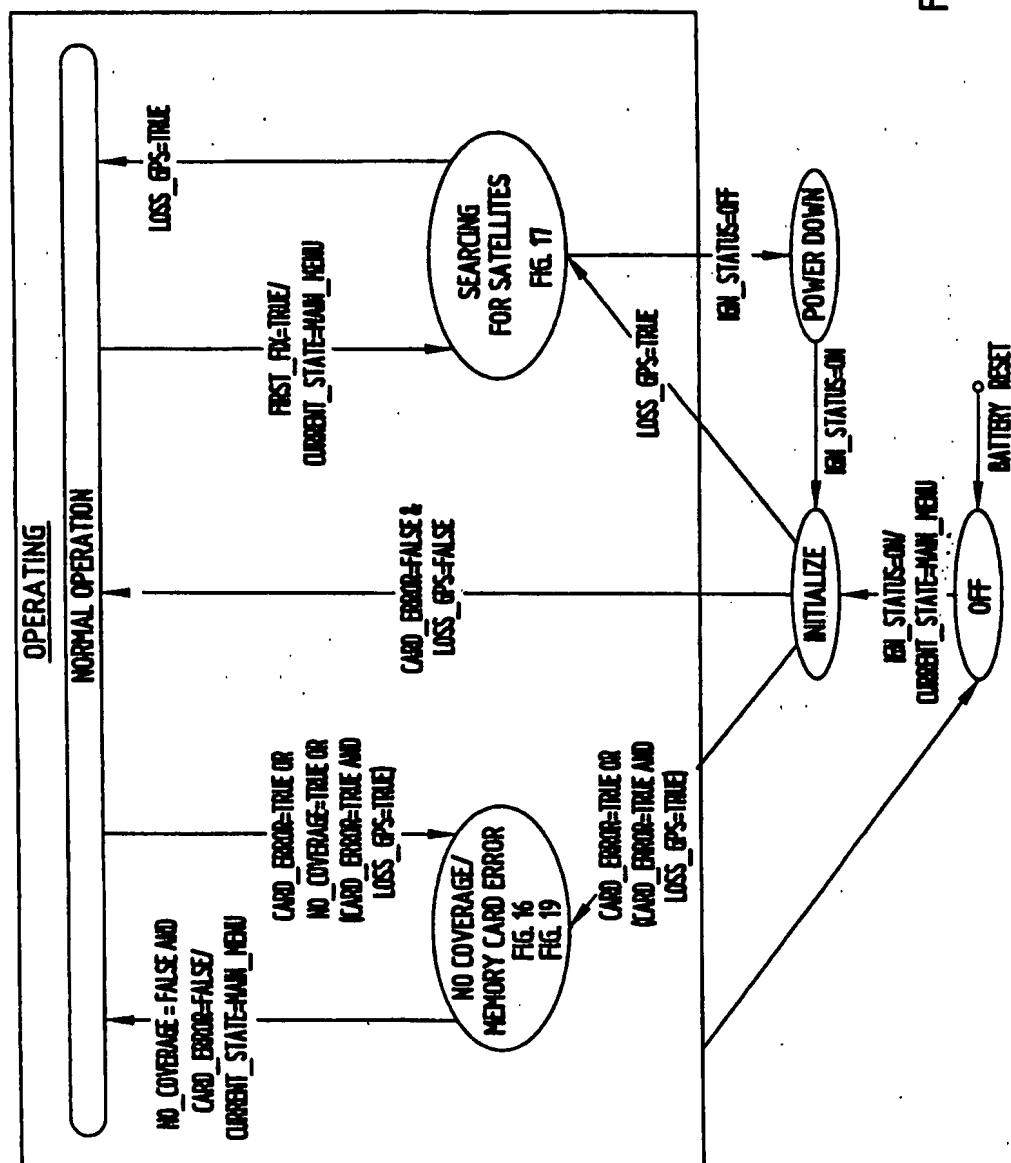 OPERATING
NORMAL OPERATION
NO_COVERAGE=FALSE AND
CARD_ERROR=FALSE/
CURRENT_STATE=MAIN_MENU
CARD_ERROR=TRUE OR
NO_COVERAGE=TRUE OR
(CARD_ERROR=TRUE AND
LOSS_GPS=TRUE)
CARD_ERROR=FALSE &
LOSS_GPS=FALSE
FIRST_FIX=TRUE/
CURRENT_STATE=MAIN_MENU
LOSS_GPS=TRUE
NO COVERAGE/
MEMORY CARD ERROR
FIG. 16
FIG. 19
SEARCING
FOR SATELLITES
FIG. 17
CARD_ERROR=TRUE OR
(CARD_ERROR=TRUE AND
LOSS_GPS=TRUE)
LOSS_GPS=TRUE
IGN_STATUS=OFF
INITIALIZE
IGN_STATUS=ON
POWER DOWN
IGN_STATUS=ON/
CURRENT_STATE=MAIN_MENU
OFF
BATTERY RESET